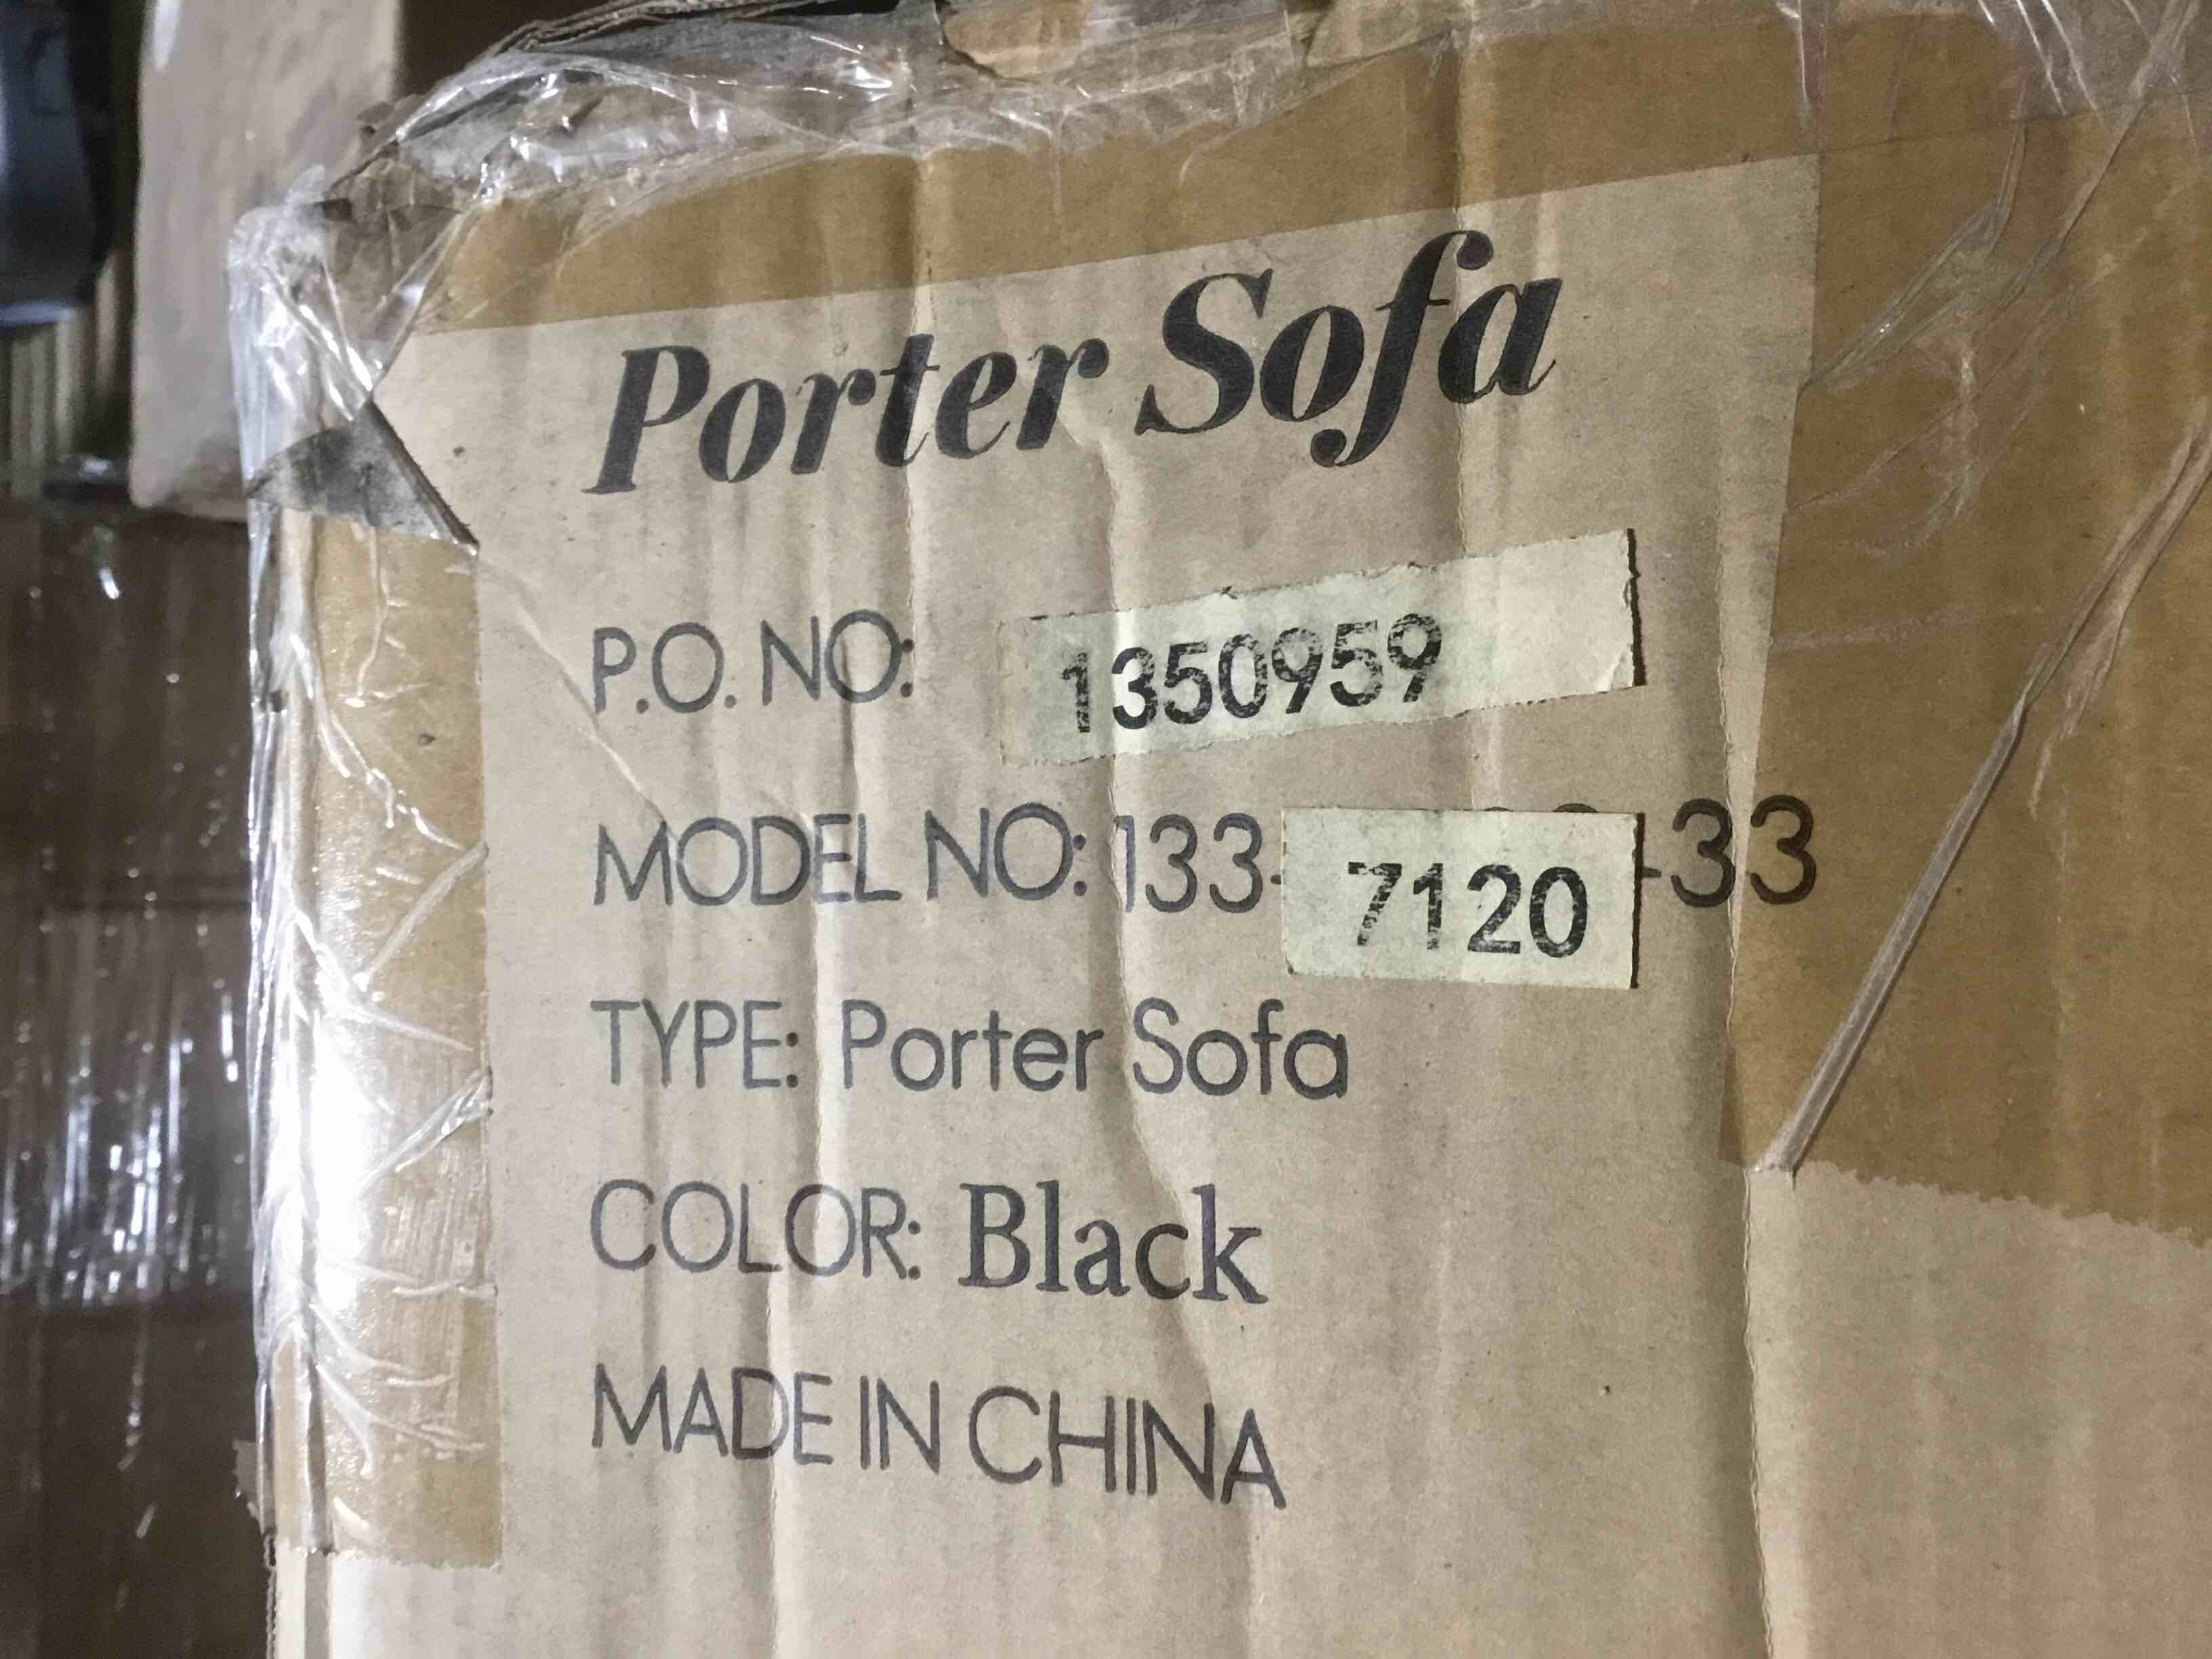 Porter Sofa
P.O. NO: 1350959
MODEL NO: 133-7120-33
TYPE: Porter Sofa
COLOR: Black
MADE IN CHINA